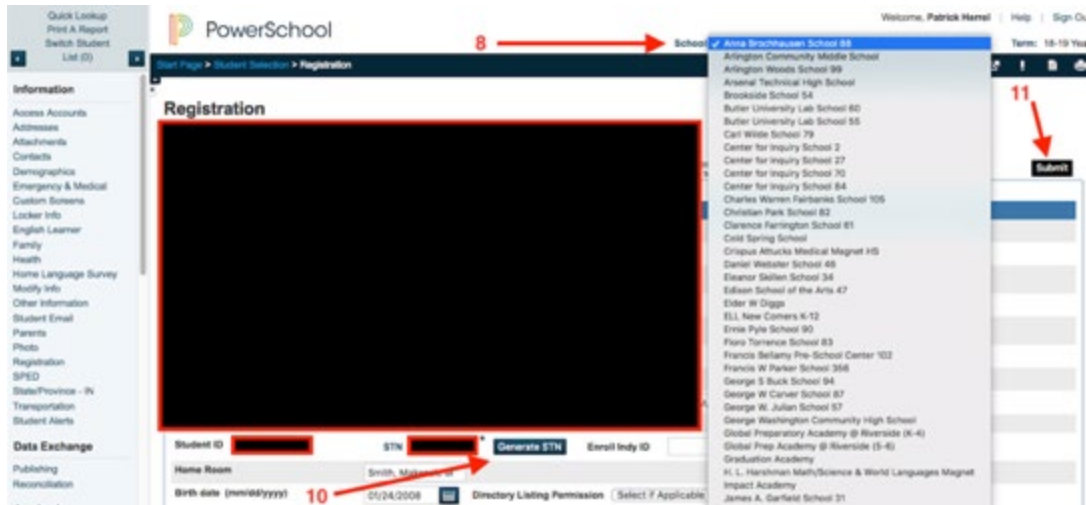 Quick Lookup
Print A Report
Switch Student
List (0)
PowerSchool
Welcome, Patrick Herrel | Help | Sign Ou
8
School
Term: 18-19 Yea
Start Page > Student Selection > Registration
Anna Brochhausen School 88
Arlington Community Middle School
Arlington Woods School 99
Arsenal Technical High School
Brookside School 54
Butler University Lab School 60
Butler University Lab School 55
Carl Wilde School 79
Center for Inquiry School 2
Center for Inquiry School 27
Center for Inquiry School 70
Center for Inquiry School 84
Charles Warren Fairbanks School 105
Christian Park School 82
Clarence Farrington School 61
Cold Spring School
Crispus Attucks Medical Magnet HS
Daniel Webster School 46
Eleanor Skillen School 34
Edison School of the Arts 47
Elder W Diggs
ELL New Comers K-12
Ernie Pyle School 90
Floro Torrence School 83
Francis Bellamy Pre-School Center 102
Francis W Parker School 356
George S Buck School 94
George W Carver School 87
George W. Julian School 57
George Washington Community High School
Global Preparatory Academy @ Riverside (K-4)
Global Prep Academy @ Riverside (5-6)
Graduation Academy
H. L. Harshman Math/Science & World Languages Magnet
Impact Academy
James A. Garfield School 31
11
Submit
Information
Access Accounts
Addresses
Attachments
Contacts
Demographics
Emergency & Medical
Custom Screens
Locker Info
English Learner
Family
Health
Home Language Survey
Modify Info
Other Information
Student Email
Parents
Photo
Registration
SPED
State/Province - IN
Transportation
Student Alerts
Data Exchange
Publishing
Reconciliation
Registration
Student ID STN * Generate STN Enroll Indy ID
Home Room Smith,
10
Birth date (mm/dd/yyyy) 01/24/2008 Directory Listing Permission Select if Applicable